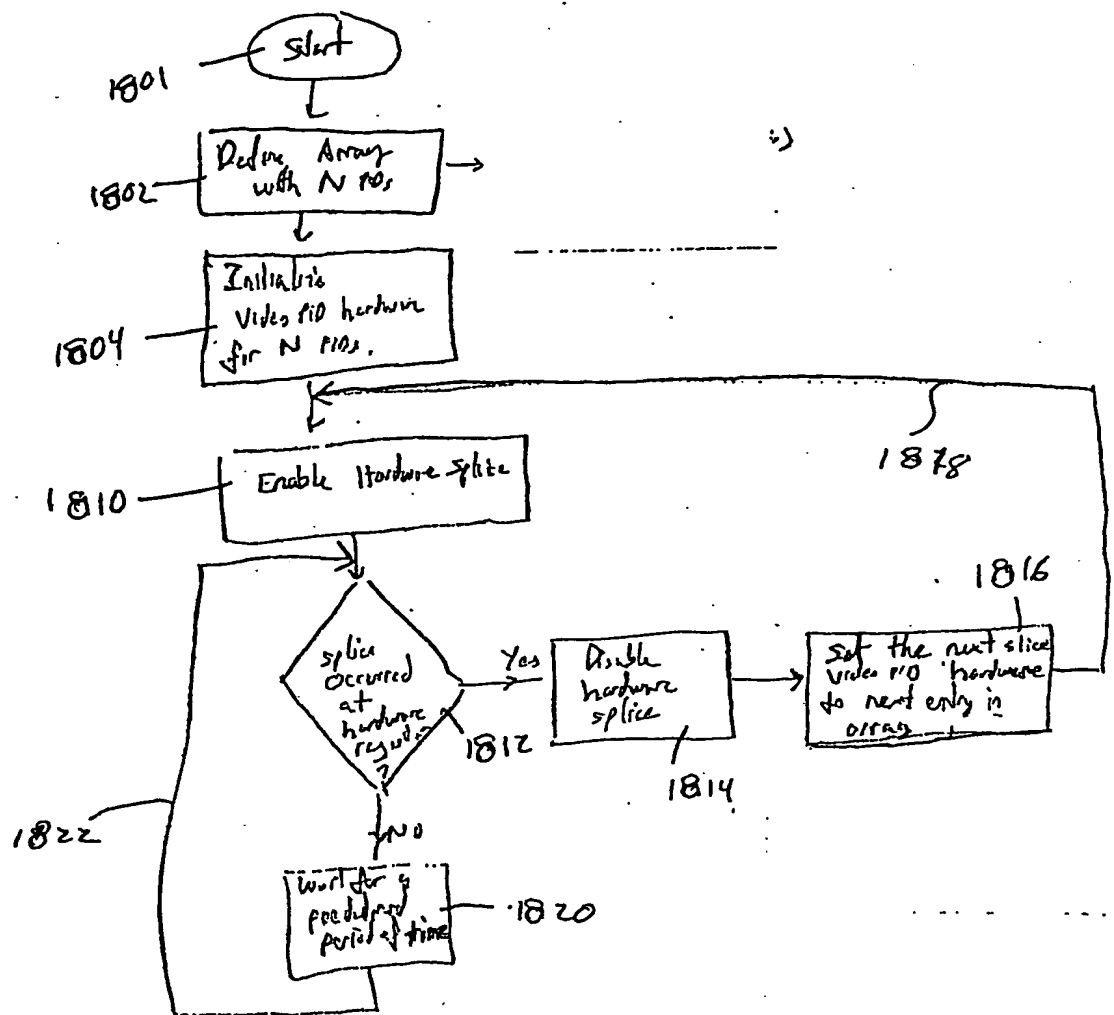 Start
1801
Define Array
with N PIDs
1802
Initialize
Video PID hardware
for N PIDs.
1804
1878
Enable Hardware Splice
1810
1816
splice
occurred
at
hardware
?
Yes
1812
Disable
hardware
splice
1814
Set the next slice
video PID hardware
to next entry in
array
1822
NO
Wait for a
period of time
1820